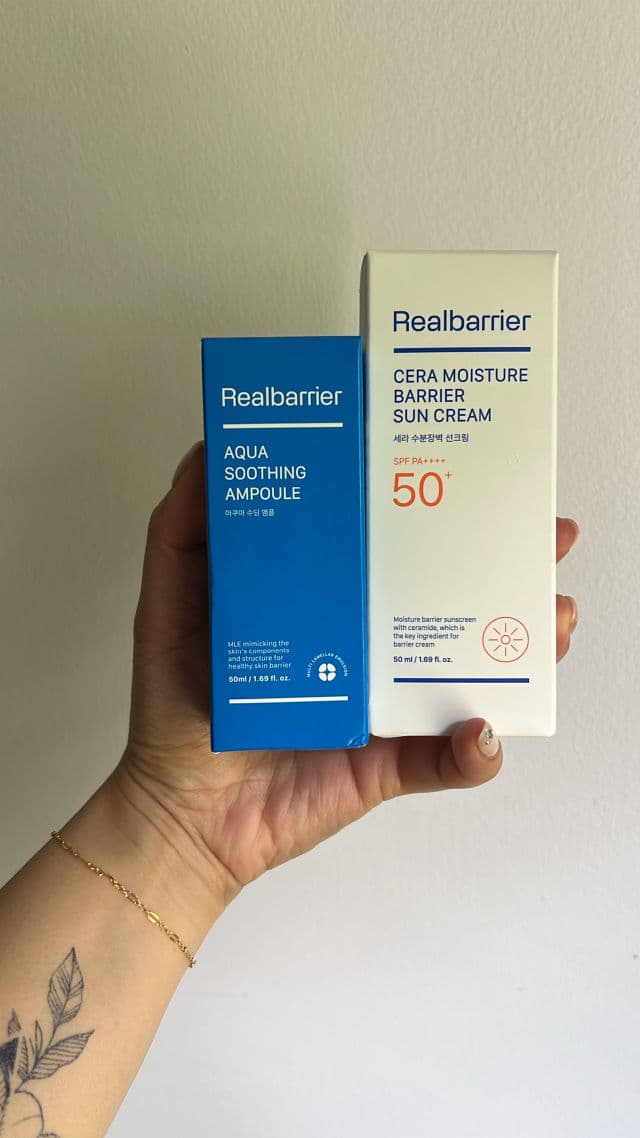 Realbarrier
AQUA
SOOTHING
AMPOULE
아쿠아 수딩 앰플
MLE mimicking the
skin's components
and structure for
healthy skin barrier
50ml / 1.69 fl. oz.
MULTI LAMELLAR EMULSION
Realbarrier
CERA MOISTURE
BARRIER
SUN CREAM
세라 수분장벽 선크림
SPF PA++++
50+
Moisture barrier sunscreen
with ceramide, which is
the key ingredient for
barrier cream
50 ml / 1.69 fl. oz.